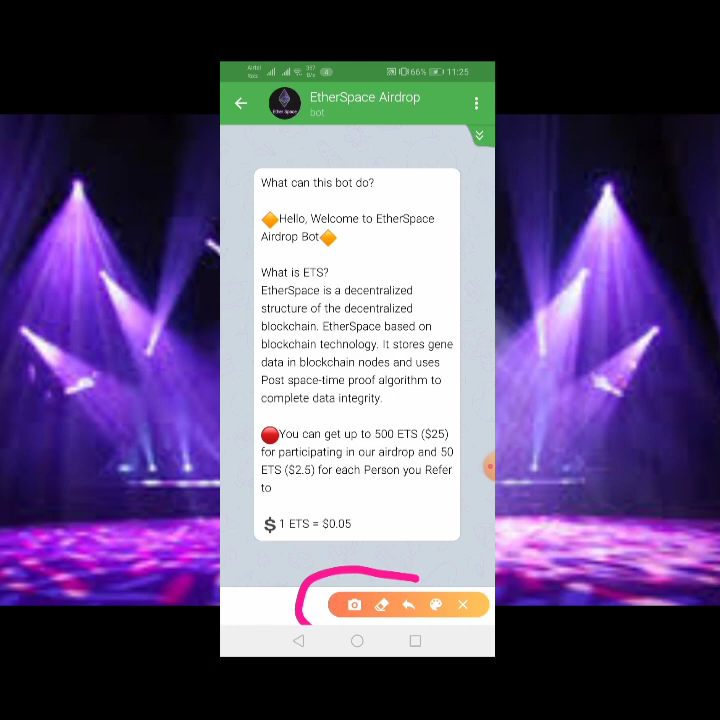 Airtel
11:25
66%
Ether Space
EtherSpace Airdrop
bot
What can this bot do?
🔶Hello, Welcome to EtherSpace
Airdrop Bot🔶
What is ETS?
EtherSpace is a decentralized
structure of the decentralized
blockchain. EtherSpace based on
blockchain technology. It stores gene
data in blockchain nodes and uses
Post space-time proof algorithm to
complete data integrity.
🔴You can get up to 500 ETS ($25)
for participating in our airdrop and 50
ETS ($2.5) for each Person you Refer
to
💲1 ETS = $0.05